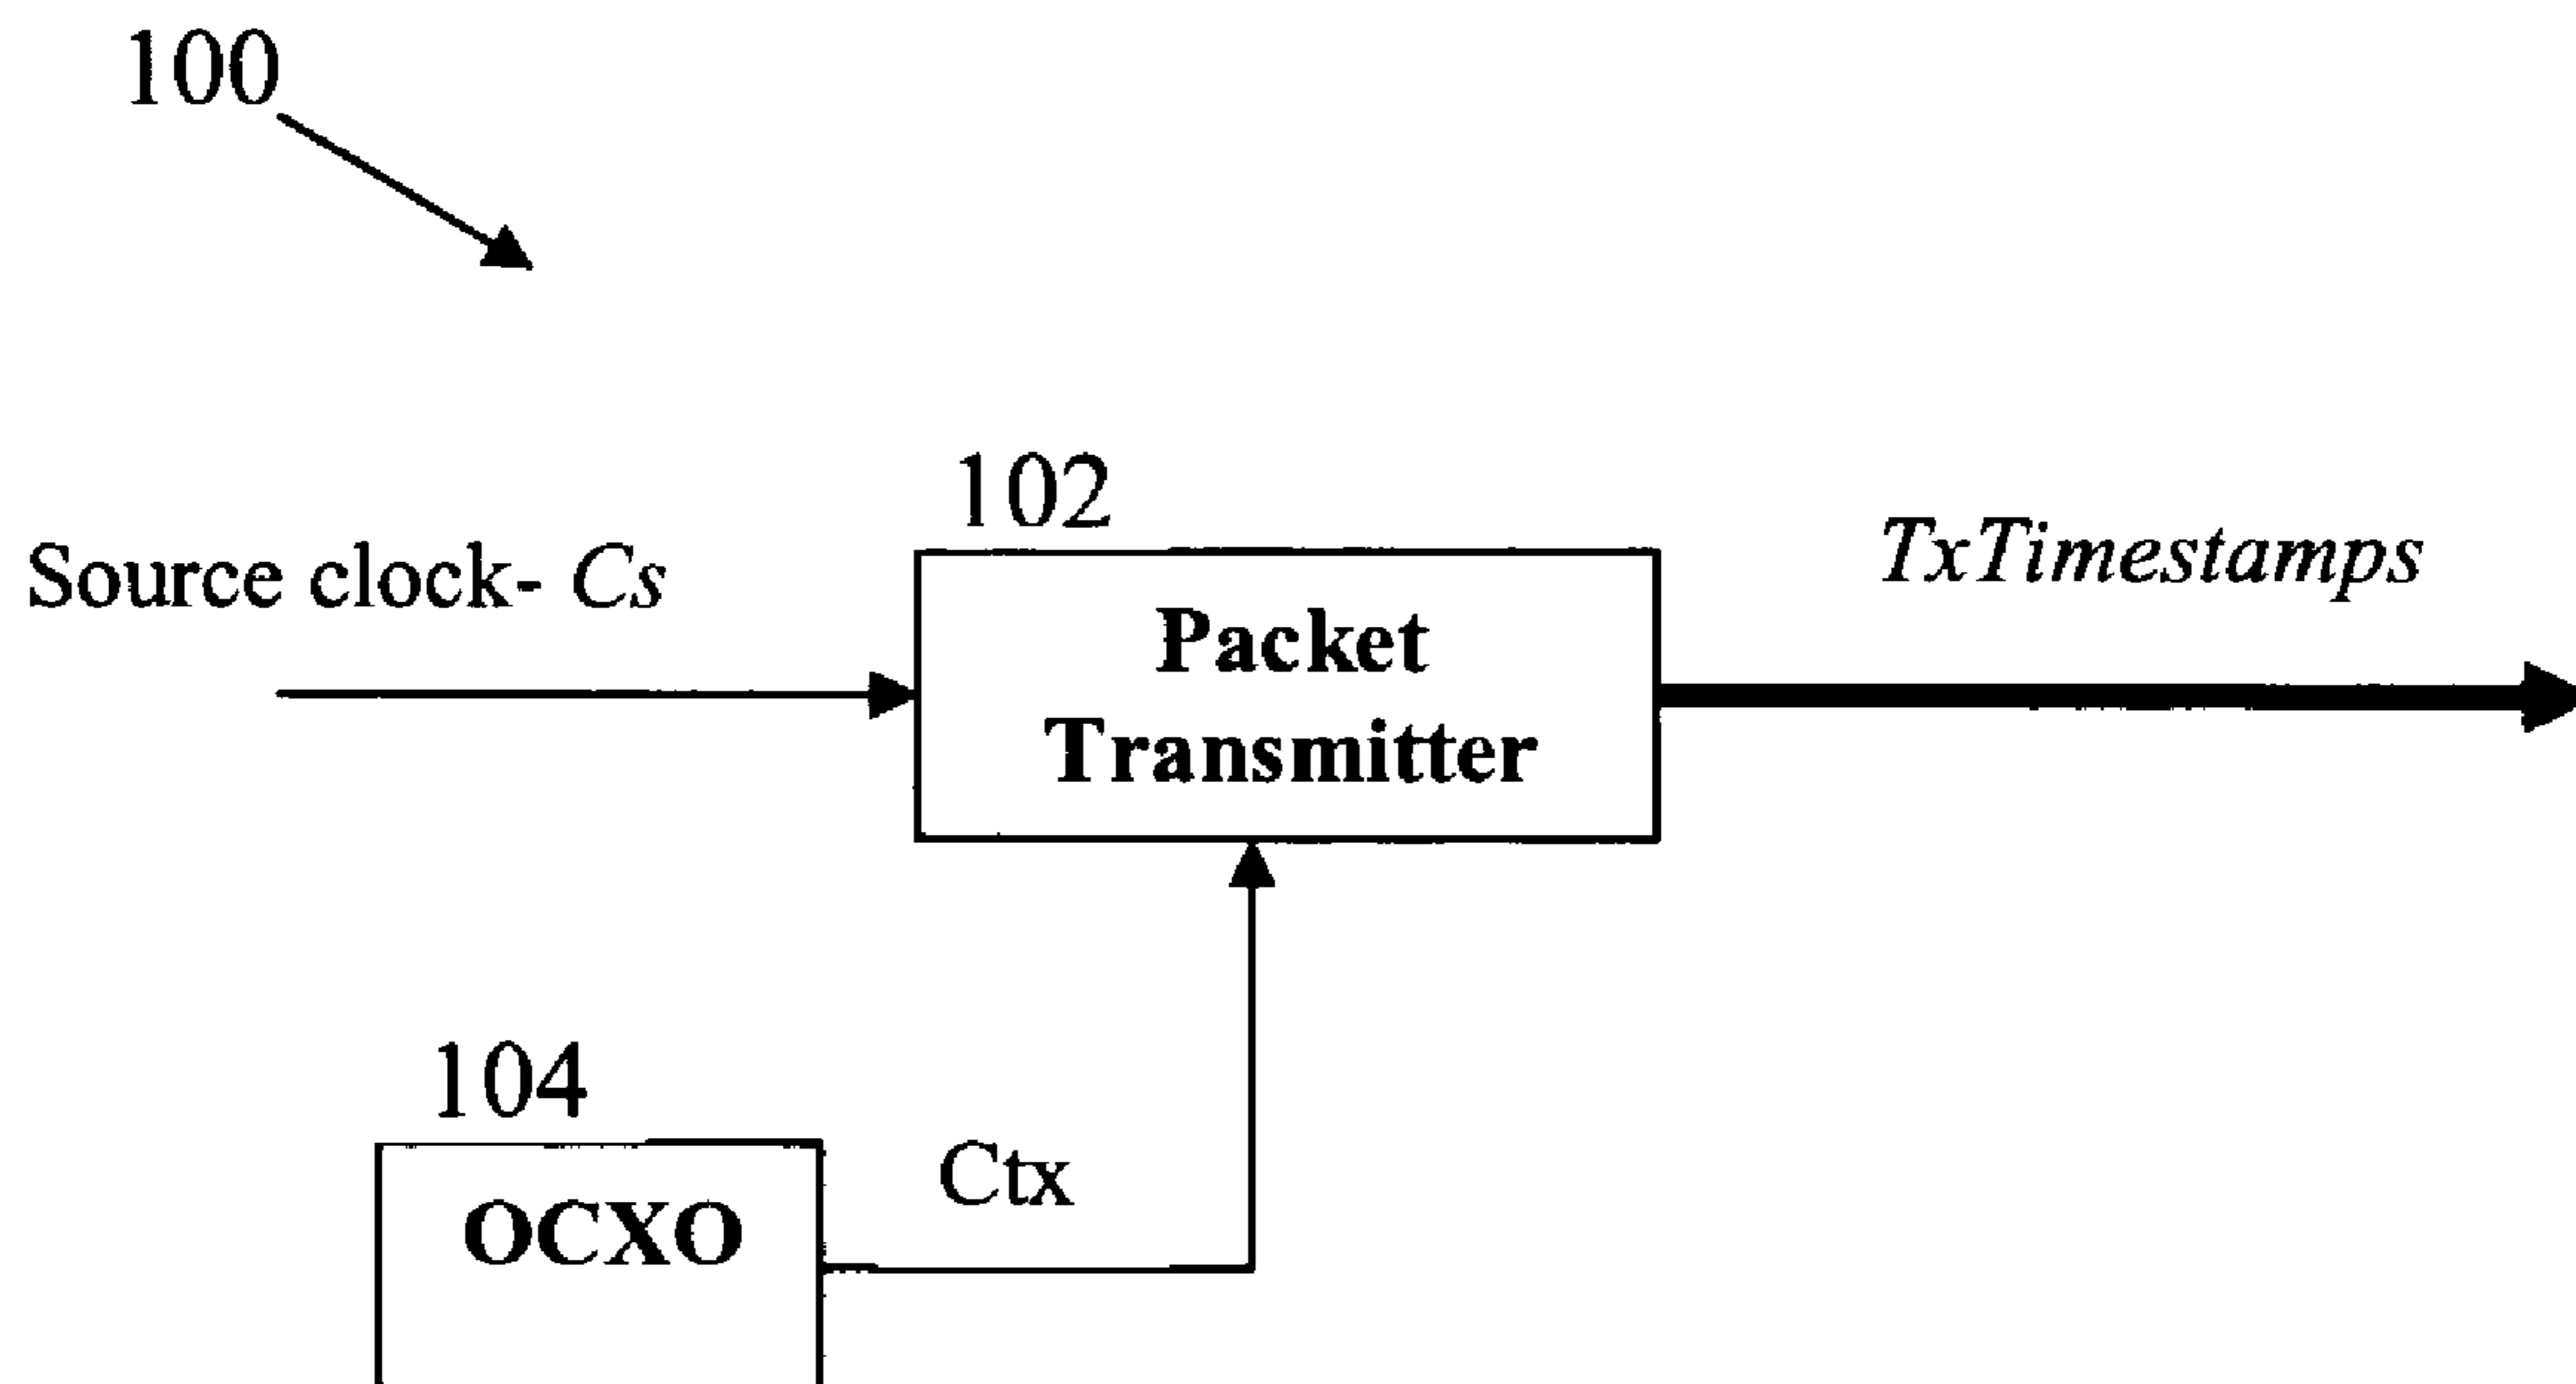 100
102
Source clock- Cs
TxTimestamps
Packet
Transmitter
104
Ctx
OCXO